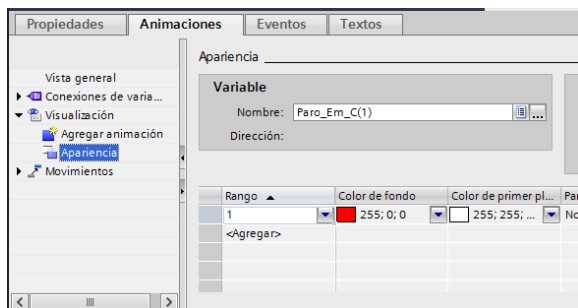 Propiedades Animaciones Eventos Textos
Apariencia
Vista general
Conexiones de varia...
Visualización
Agregar animación
Apariencia
Movimientos
Variable
Nombre: Paro_Em_C(1)
...
Dirección:
Rango Color de fondo Color de primer pl... Par
1 255; 0; 0 255; 255; ... No
<Agregar>